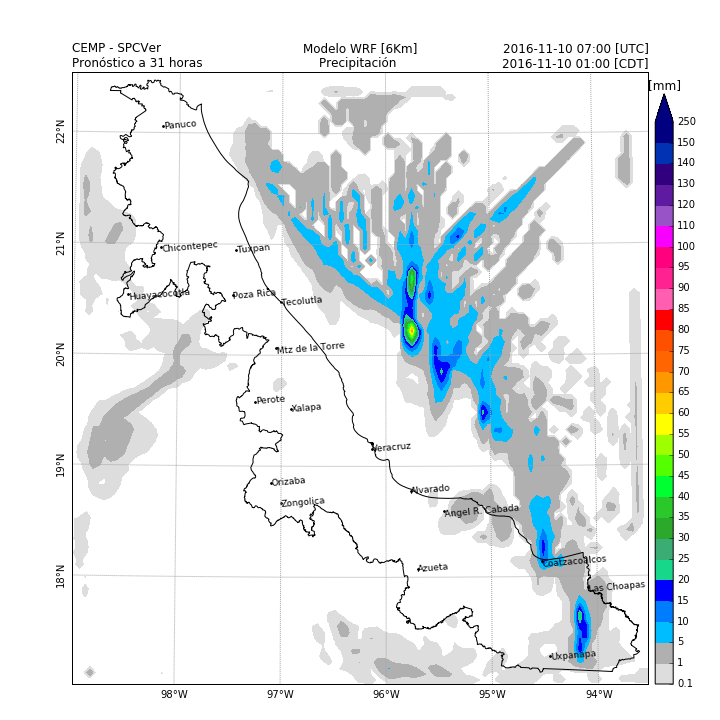 CEMP - SPCVer
Modelo WRF [6Km]
2016-11-10 07:00 [UTC]
Pronóstico a 31 horas
Precipitación
2016-11-10 01:00 [CDT]
[mm]
250
150
140
130
120
110
100
95
90
85
80
75
70
65
60
55
50
45
40
35
30
25
20
15
10
5
1
0.1
22°N
21°N
20°N
19°N
18°N
98°W
97°W
96°W
95°W
94°W
Panuco
Chicontepec
Tuxpan
Huayacocotla
Poza Rica
Tecolutla
Mtz de la Torre
Perote
Xalapa
Veracruz
Orizaba
Alvarado
Zongolica
Angel R. Cabada
Azueta
Coatzacoalcos
Las Choapas
Uxpanapa